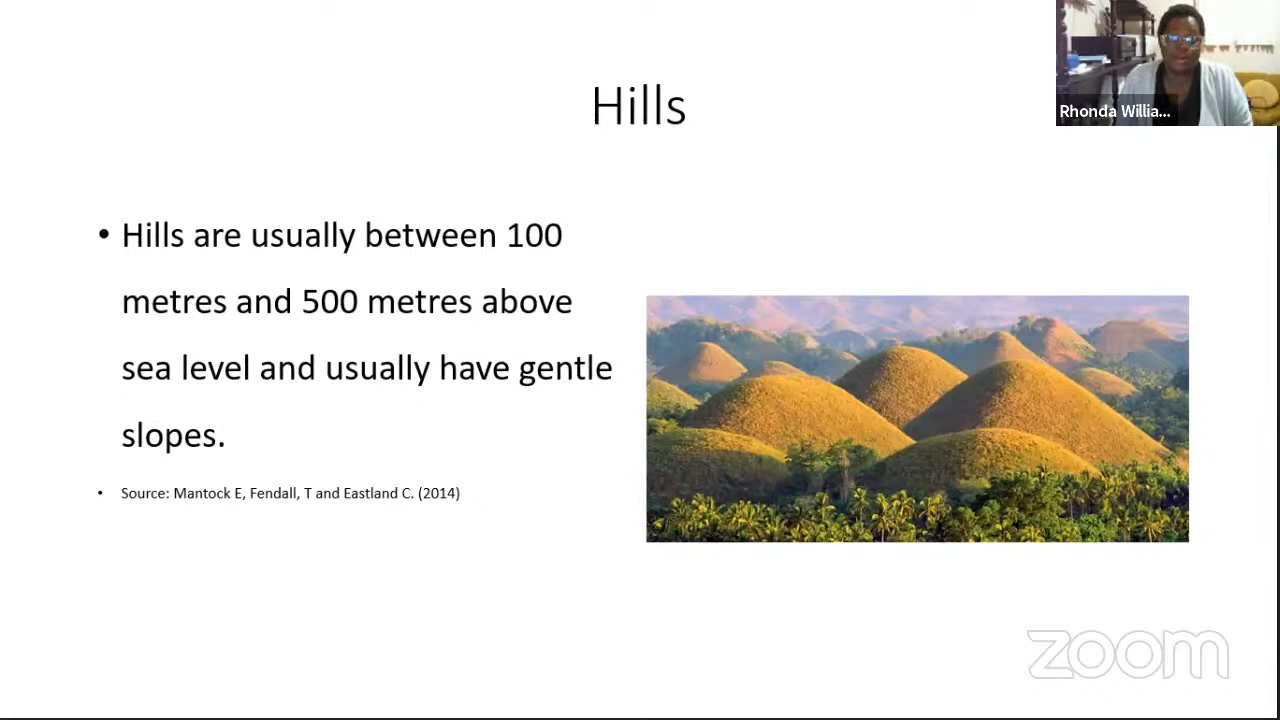 Hills
Rhonda Willia...
• Hills are usually between 100
metres and 500 metres above
sea level and usually have gentle
slopes.
• Source: Mantock E, Fendall, T and Eastland C. (2014)
zoom